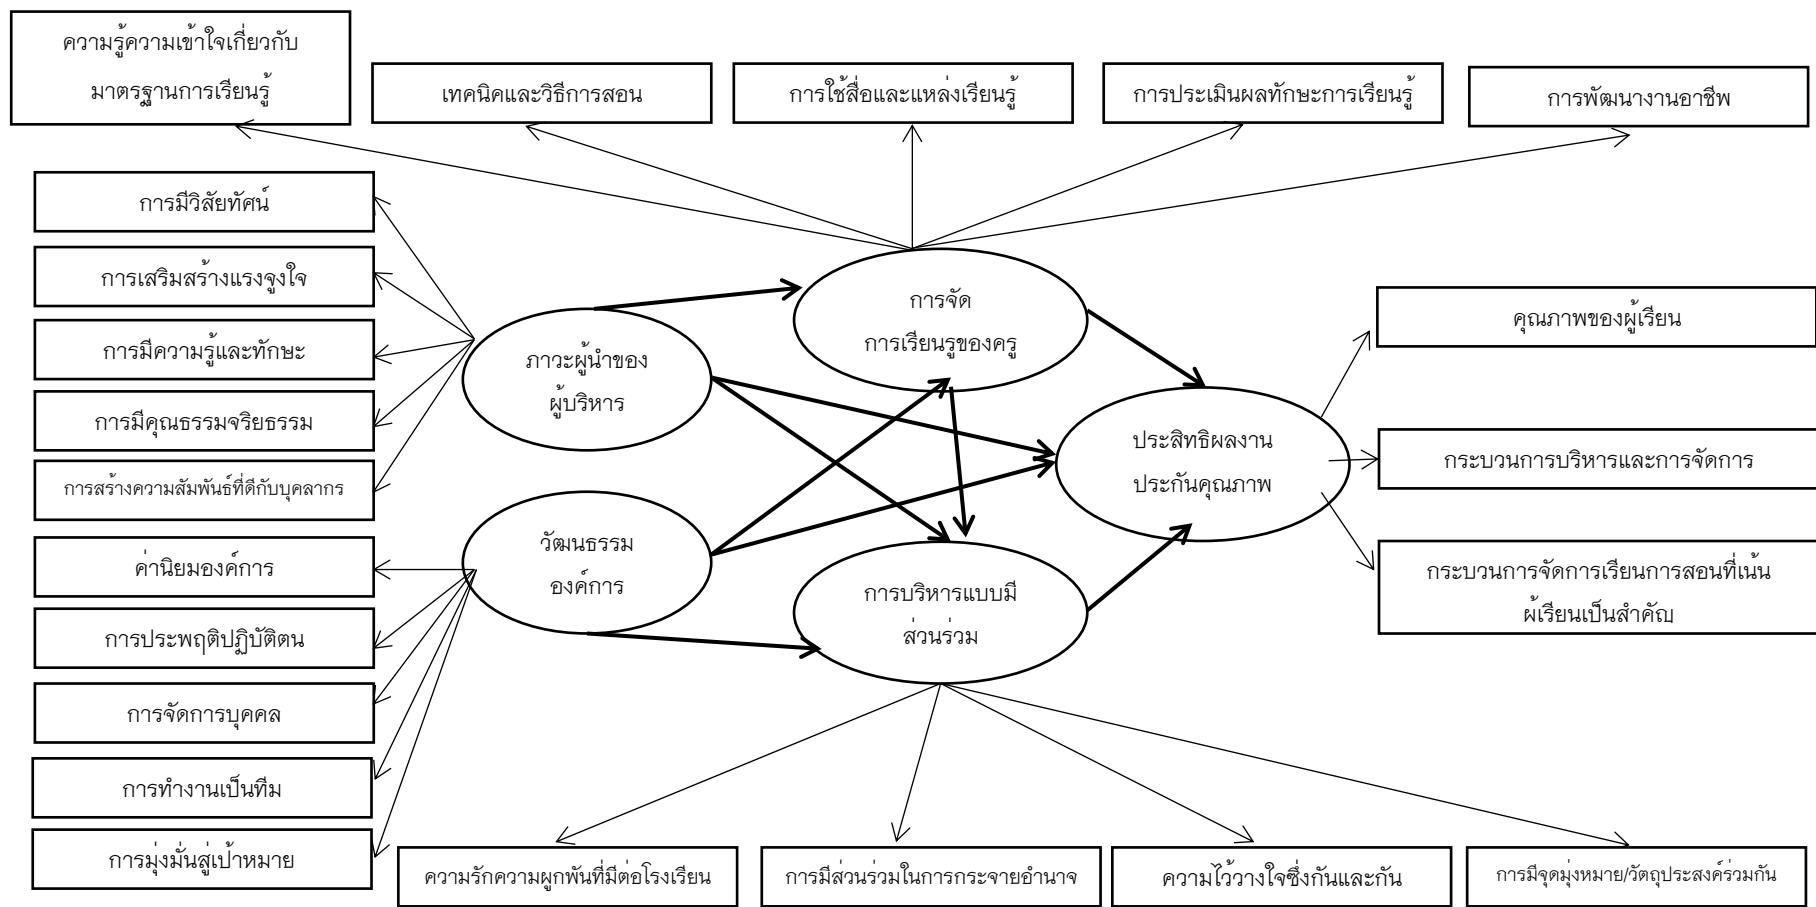 ความรู้ความเข้าใจเกี่ยวกับ
มาตรฐานการเรียนรู้
เทคนิคและวิธีการสอน
การใช้สื่อและแหล่งเรียนรู้
การประเมินผลทักษะการเรียนรู้
การพัฒนางานอาชีพ
การมีวิสัยทัศน์
การเสริมสร้างแรงจูงใจ
การมีความรู้และทักษะ
การมีคุณธรรมจริยธรรม
การสร้างความสัมพันธ์ที่ดีกับบุคลากร
ค่านิยมองค์การ
การประพฤติปฏิบัติตน
การจัดการบุคคล
การทำงานเป็นทีม
การมุ่งมั่นสู่เป้าหมาย
ภาวะผู้นำของ
ผู้บริหาร
วัฒนธรรม
องค์การ
การจัด
การเรียนรูของครู
การบริหารแบบมี
ส่วนร่วม
ประสิทธิผลงาน
ประกันคุณภาพ
คุณภาพของผู้เรียน
กระบวนการบริหารและการจัดการ
กระบวนการจัดการเรียนการสอนที่เน้น
ผู้เรียนเป็นสำคัญ
ความรักความผูกพันที่มีต่อโรงเรียน
การมีส่วนร่วมในการกระจายอำนาจ
ความไว้วางใจซึ่งกันและกัน
การมีจุดมุ่งหมาย/วัตถุประสงค์ร่วมกัน